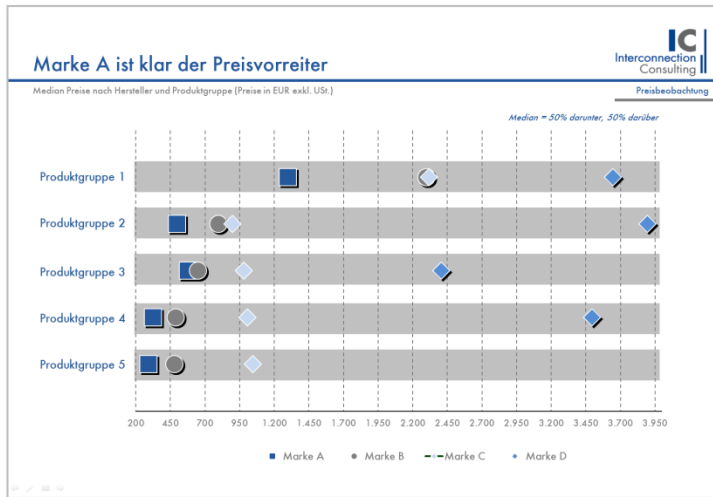 IC
Interconnection
Consulting
Marke A ist klar der Preisvorreiter
Median Preise nach Hersteller und Produktgruppe (Preise in EUR exkl. USt.)
Preisbeobachtung
Median = 50% darunter, 50% darüber
Produktgruppe 1
Produktgruppe 2
Produktgruppe 3
Produktgruppe 4
Produktgruppe 5
200 450 700 950 1.200 1.450 1.700 1.950 2.200 2.450 2.700 2.950 3.200 3.450 3.700 3.950
Marke A Marke B Marke C Marke D